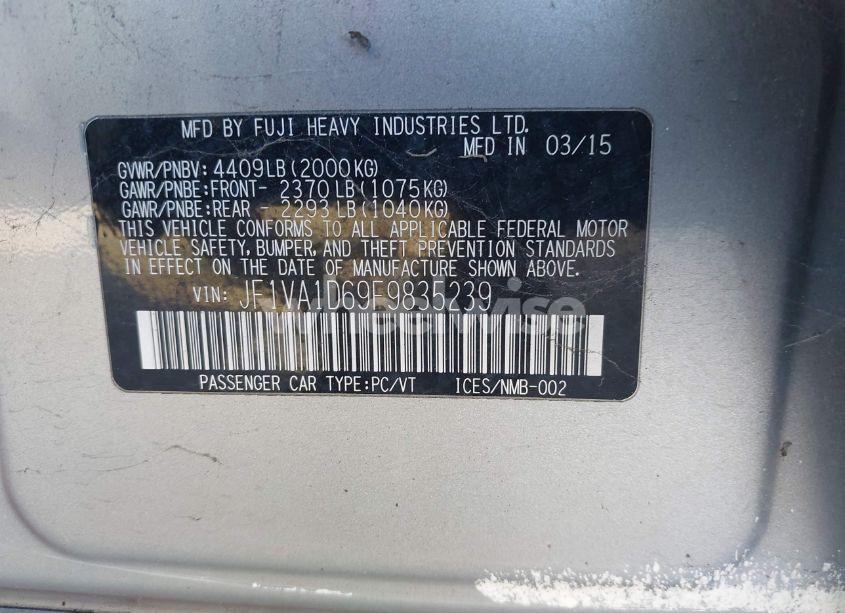 MFD BY FUJI HEAVY INDUSTRIES LTD.
MFD IN 03/15
GVWR/PNBV: 4409LB(2000KG)
GAWR/PNBE:FRONT- 2370 LB(1075KG)
GAWR/PNBE:REAR - 2293 LB(1040KG)
THIS VEHICLE CONFORMS TO ALL APPLICABLE FEDERAL MOTOR
VEHICLE SAFETY, BUMPER, AND THEFT PREVENTION STANDARDS
IN EFFECT ON THE DATE OF MANUFACTURE SHOWN ABOVE.
VIN: JF1VA1D69F9835239
wheelwise
PASSENGER CAR TYPE:PC/VT ICES/NMB-002